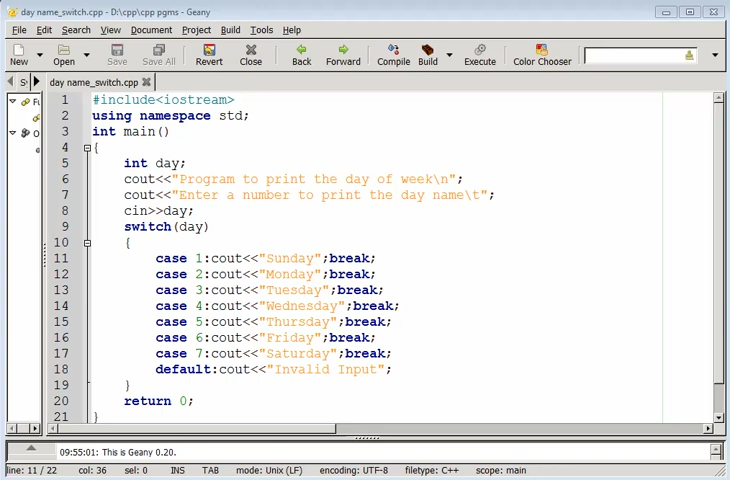 day name_switch.cpp - D:\cpp\cpp pgms - Geany
File Edit Search View Document Project Build Tools Help
New Open Save Save All Revert Close Back Forward Compile Build Execute Color Chooser
day name_switch.cpp
1 #include<iostream>
2 using namespace std;
3 int main()
4 {
5 int day;
6 cout<<"Program to print the day of week\n";
7 cout<<"Enter a number to print the day name\t";
8 cin>>day;
9 switch(day)
10 {
11 case 1:cout<<"Sunday";break;
12 case 2:cout<<"Monday";break;
13 case 3:cout<<"Tuesday";break;
14 case 4:cout<<"Wednesday";break;
15 case 5:cout<<"Thursday";break;
16 case 6:cout<<"Friday";break;
17 case 7:cout<<"Saturday";break;
18 default:cout<<"Invalid Input";
19 }
20 return 0;
21 }
09:55:01: This is Geany 0.20.
line: 11 / 22 col: 36 sel: 0 INS TAB mode: Unix (LF) encoding: UTF-8 filetype: C++ scope: main